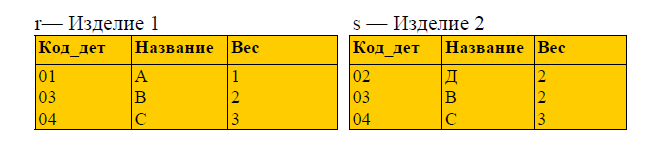 r— Изделие 1 s — Изделие 2
Код_дет Название Вес Код_дет Название Вес
01 А 1 02 Д 2
03 В 2 03 В 2
04 С 3 04 С 3